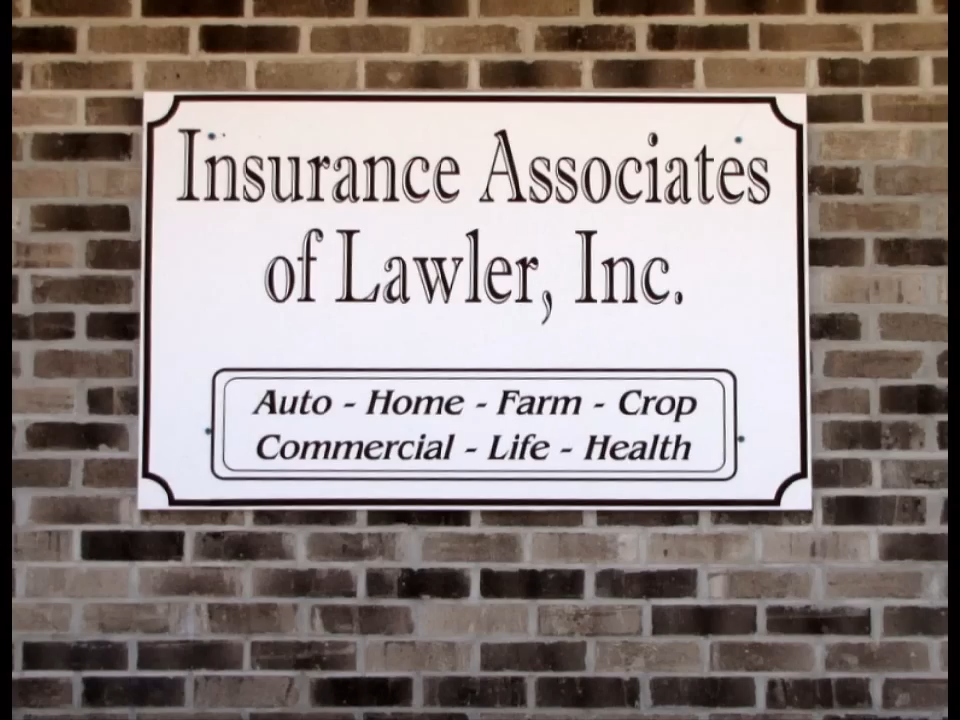 Insurance Associates
of Lawler, Inc.
Auto - Home - Farm - Crop
Commercial - Life - Health